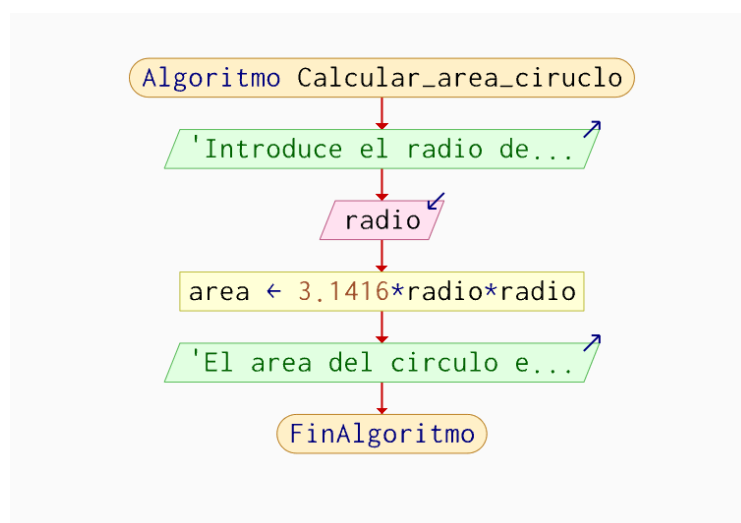 Algoritmo Calcular_area_ciruclo
'Introduce el radio de...
radio
area ← 3.1416*radio*radio
'El area del circulo e...
FinAlgoritmo